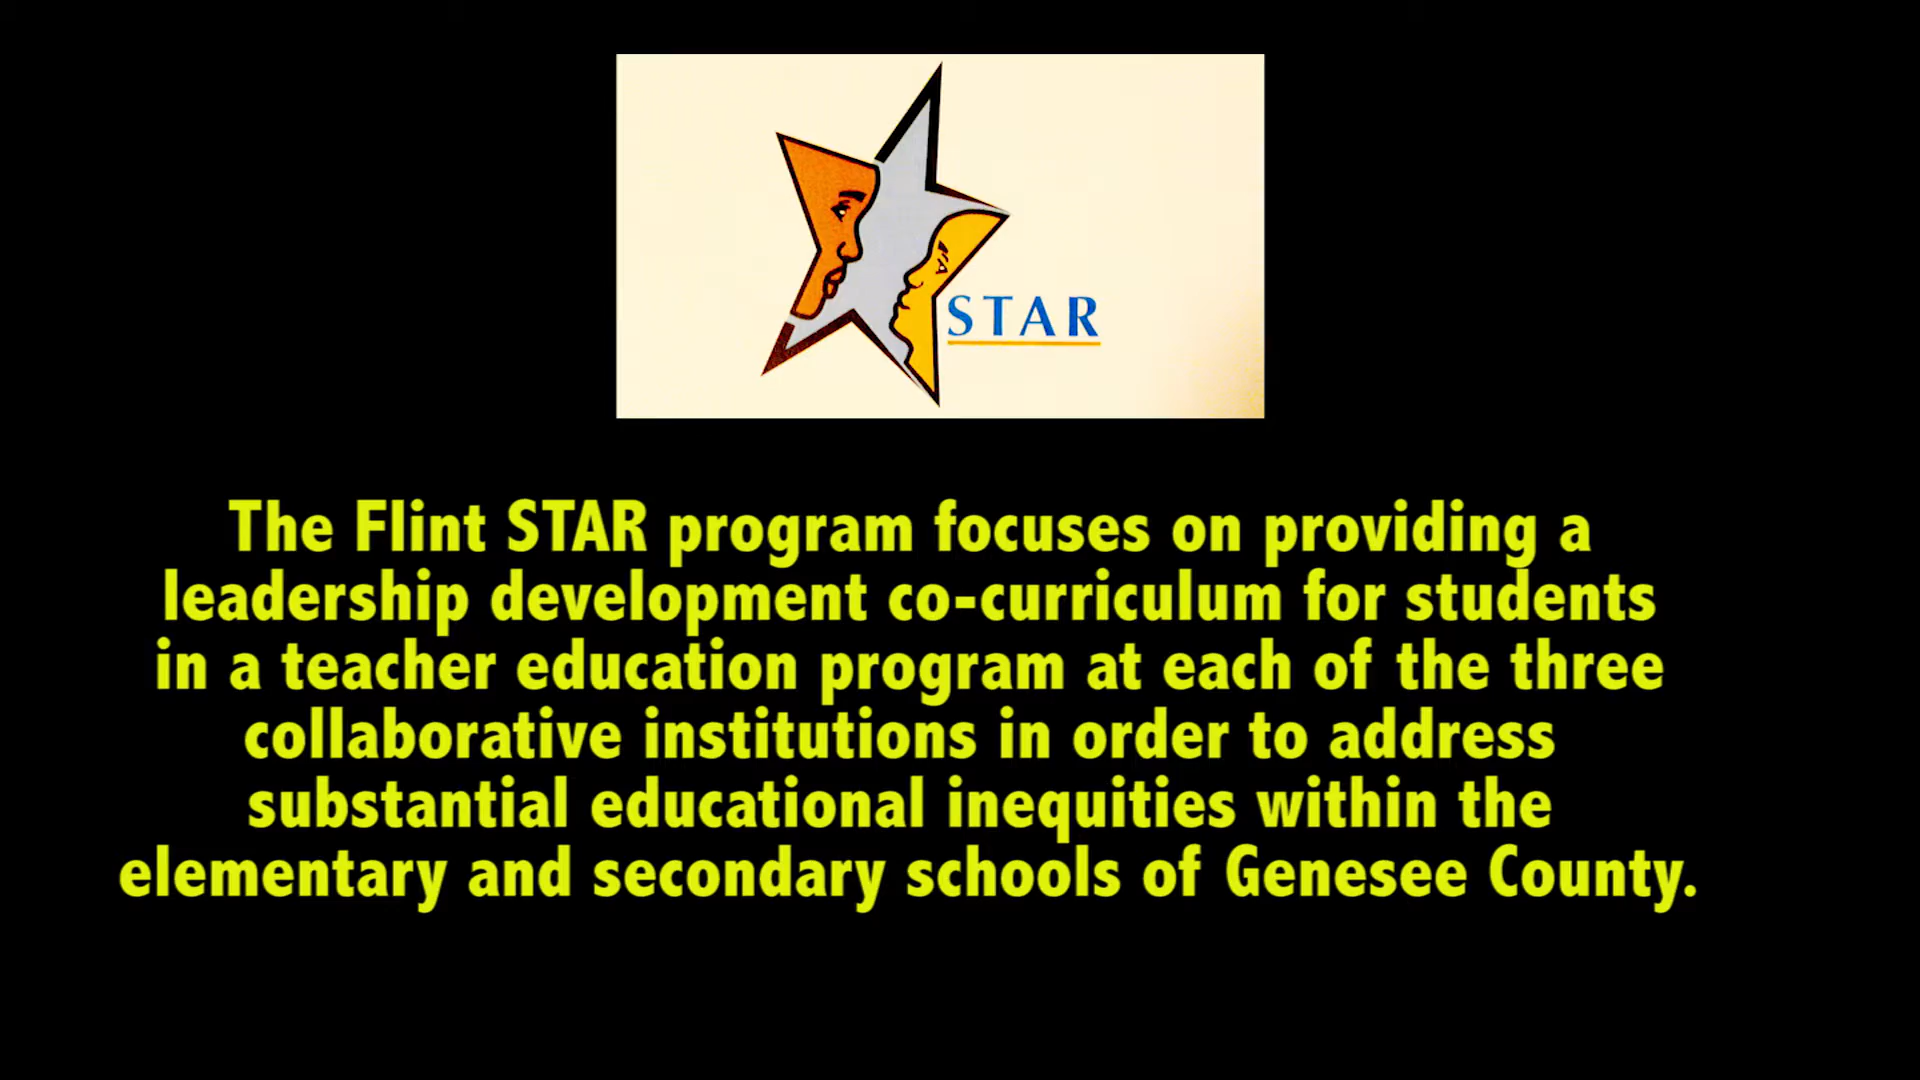 STAR
The Flint STAR program focuses on providing a
leadership development co-curriculum for students
in a teacher education program at each of the three
collaborative institutions in order to address
substantial educational inequities within the
elementary and secondary schools of Genesee County.